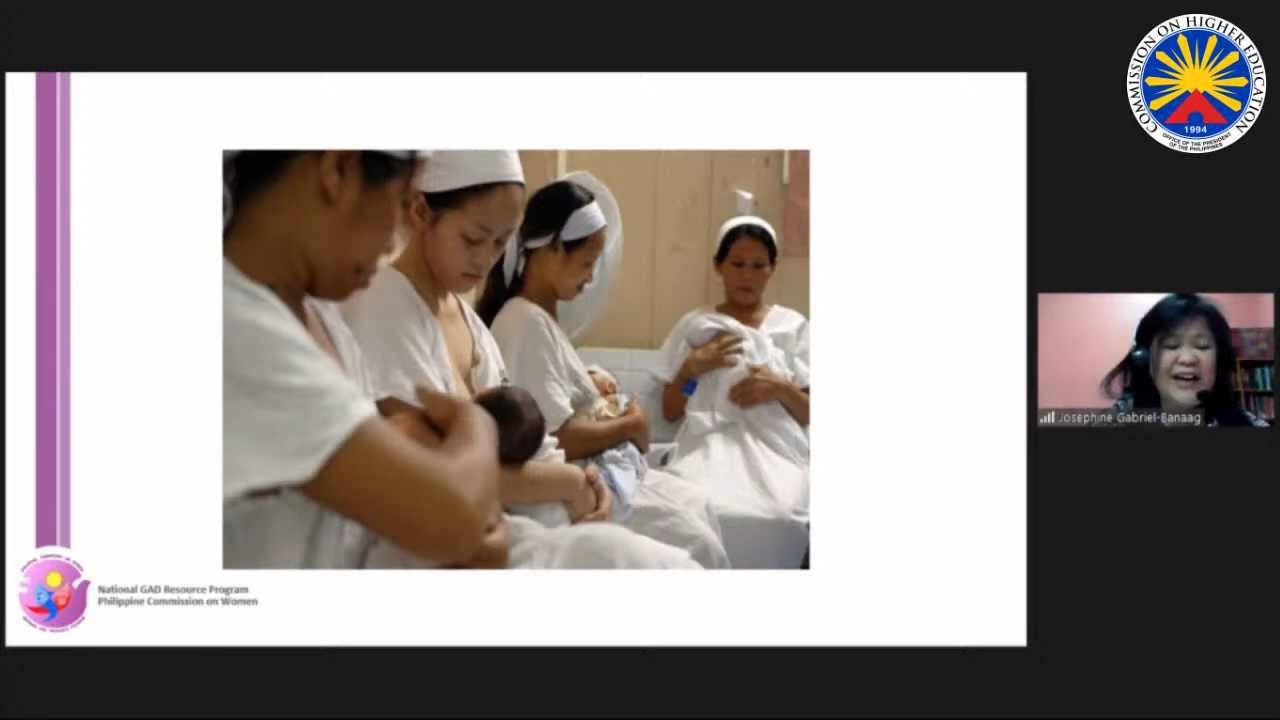 COMMISSION ON HIGHER EDUCATION
1994
OFFICE OF THE PRESIDENT
OF THE PHILIPPINES
Josephine Gabriel-Banaag
National GAD Resource Program
Philippine Commission on Women